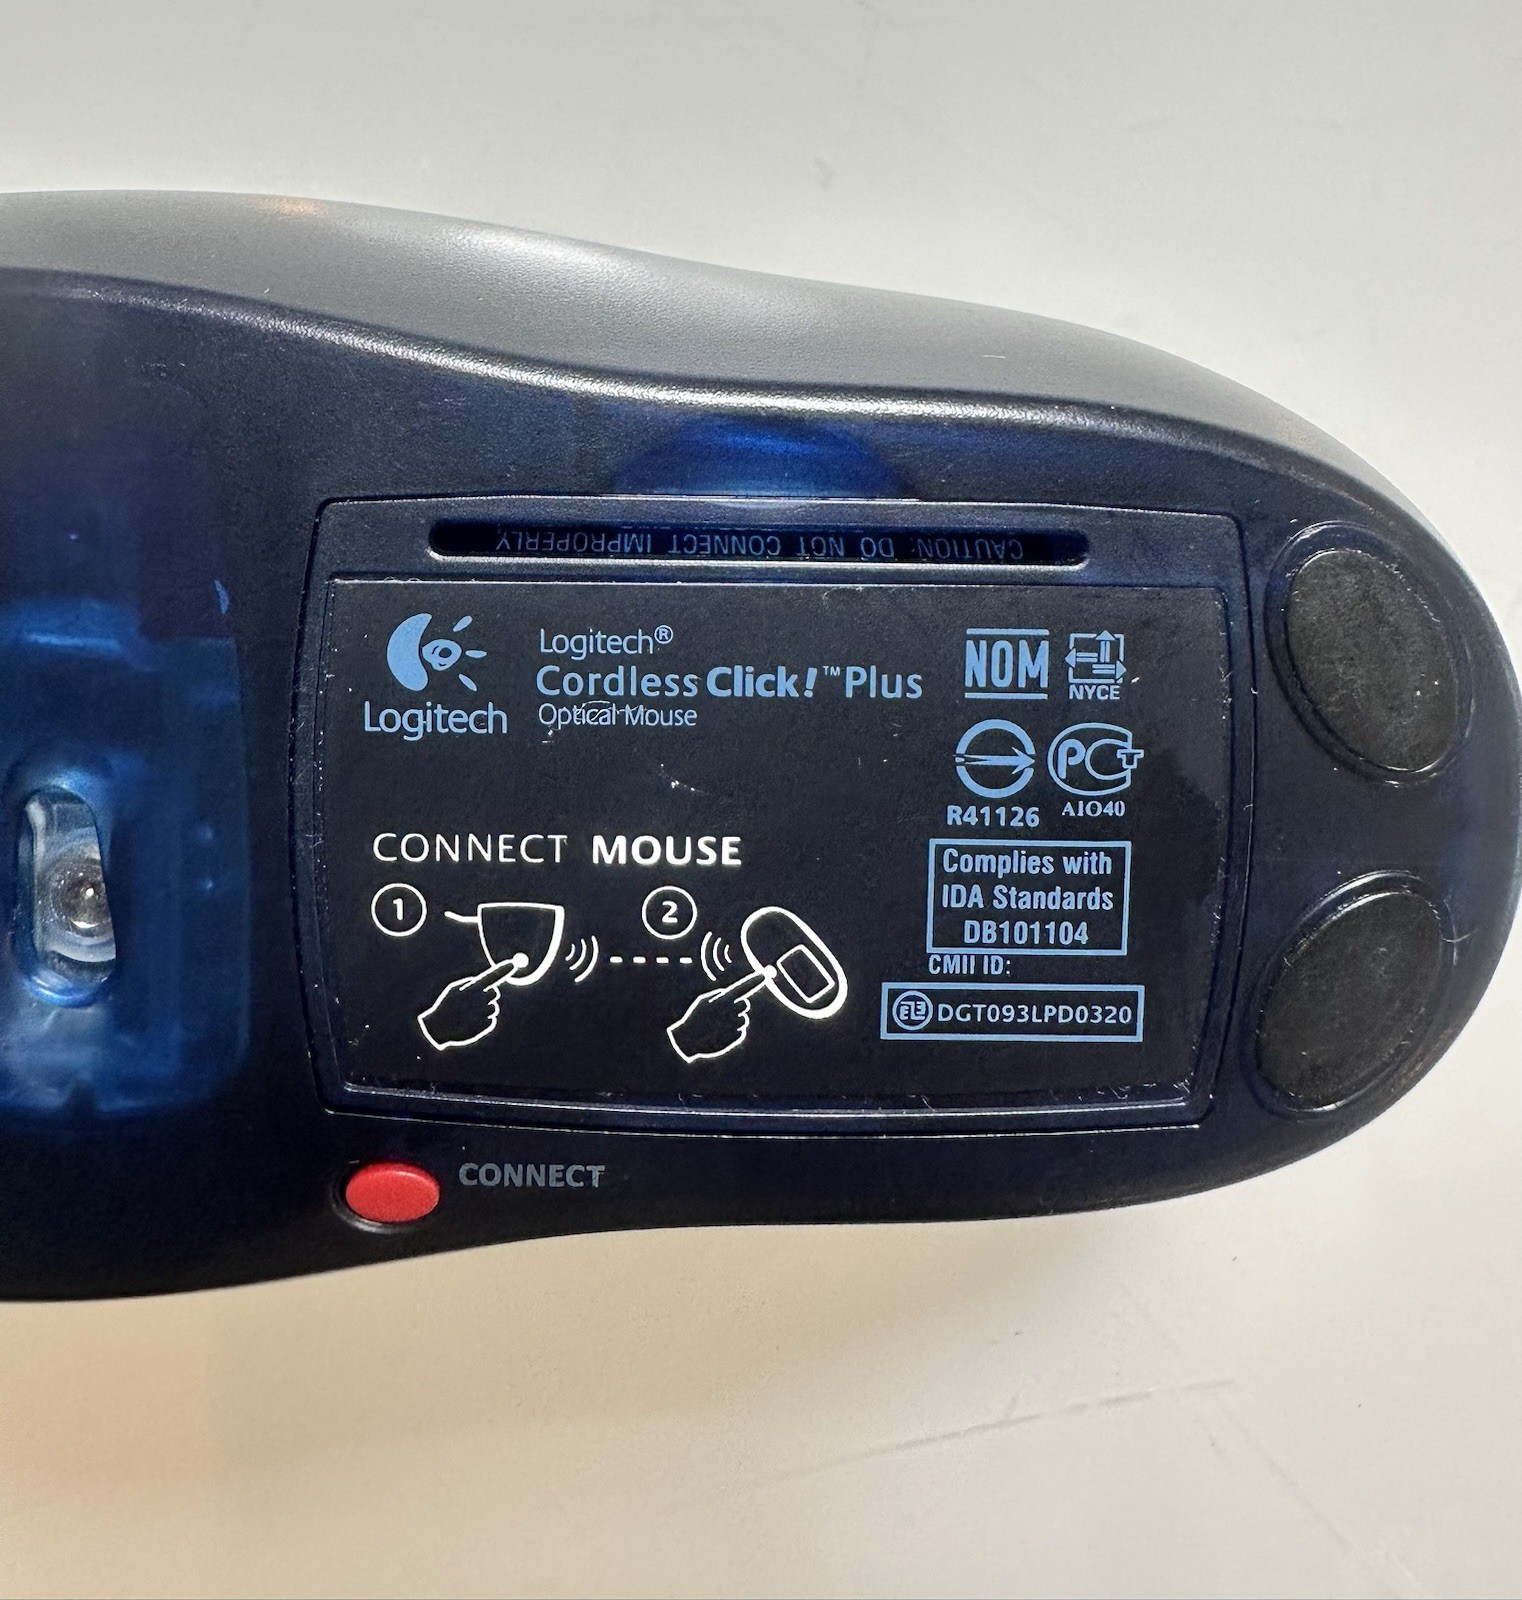 CAUTION: DO NOT CONNECT IMPROPERLY
Logitech
Logitech®
Cordless Click!™ Plus
Optical Mouse
NOM
NYCE
R41126
PCT
AIO40
CONNECT MOUSE
1
2
Complies with
IDA Standards
DB101104
CMII ID:
DGT093LPD0320
CONNECT